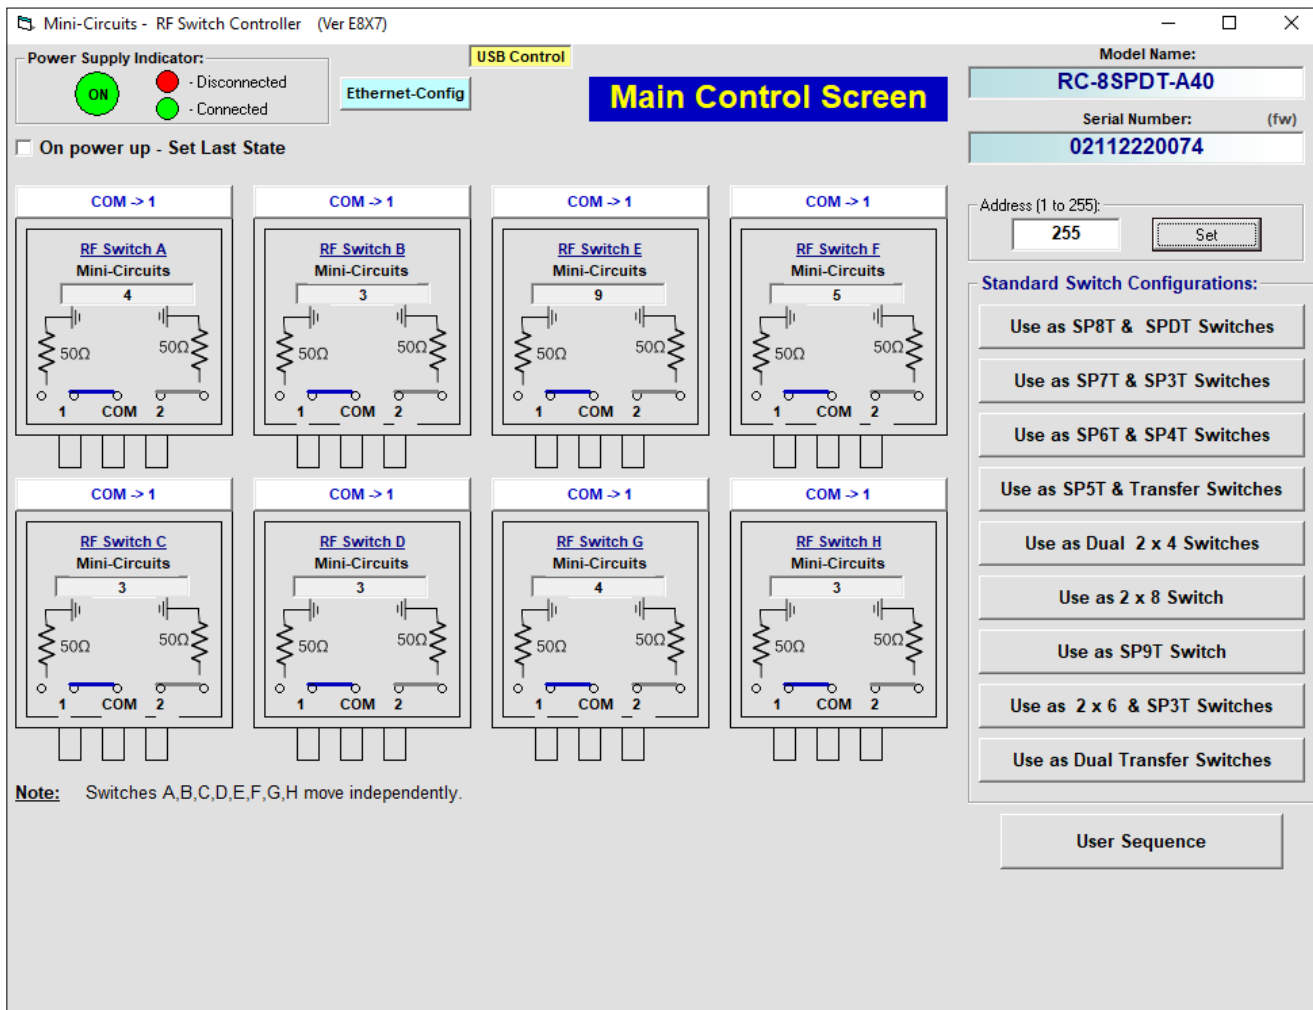 Mini-Circuits - RF Switch Controller (Ver E8X7)
Power Supply Indicator:
ON
- Disconnected
- Connected
USB Control
Ethernet-Config
Main Control Screen
Model Name:
RC-8SPDT-A40
Serial Number: (fw)
02112220074
On power up - Set Last State
Address (1 to 255):
255 Set
COM -> 1 COM -> 1 COM -> 1 COM -> 1
RF Switch A RF Switch B RF Switch E RF Switch F
Mini-Circuits Mini-Circuits Mini-Circuits Mini-Circuits
4 3 9 5
50Ω 50Ω 50Ω 50Ω 50Ω 50Ω 50Ω 50Ω
1 COM 2 1 COM 2 1 COM 2 1 COM 2
COM -> 1 COM -> 1 COM -> 1 COM -> 1
RF Switch C RF Switch D RF Switch G RF Switch H
Mini-Circuits Mini-Circuits Mini-Circuits Mini-Circuits
3 3 4 3
50Ω 50Ω 50Ω 50Ω 50Ω 50Ω 50Ω 50Ω
1 COM 2 1 COM 2 1 COM 2 1 COM 2
Note: Switches A,B,C,D,E,F,G,H move independently.
Standard Switch Configurations:
Use as SP8T & SPDT Switches
Use as SP7T & SP3T Switches
Use as SP6T & SP4T Switches
Use as SP5T & Transfer Switches
Use as Dual 2 x 4 Switches
Use as 2 x 8 Switch
Use as SP9T Switch
Use as 2 x 6 & SP3T Switches
Use as Dual Transfer Switches
User Sequence